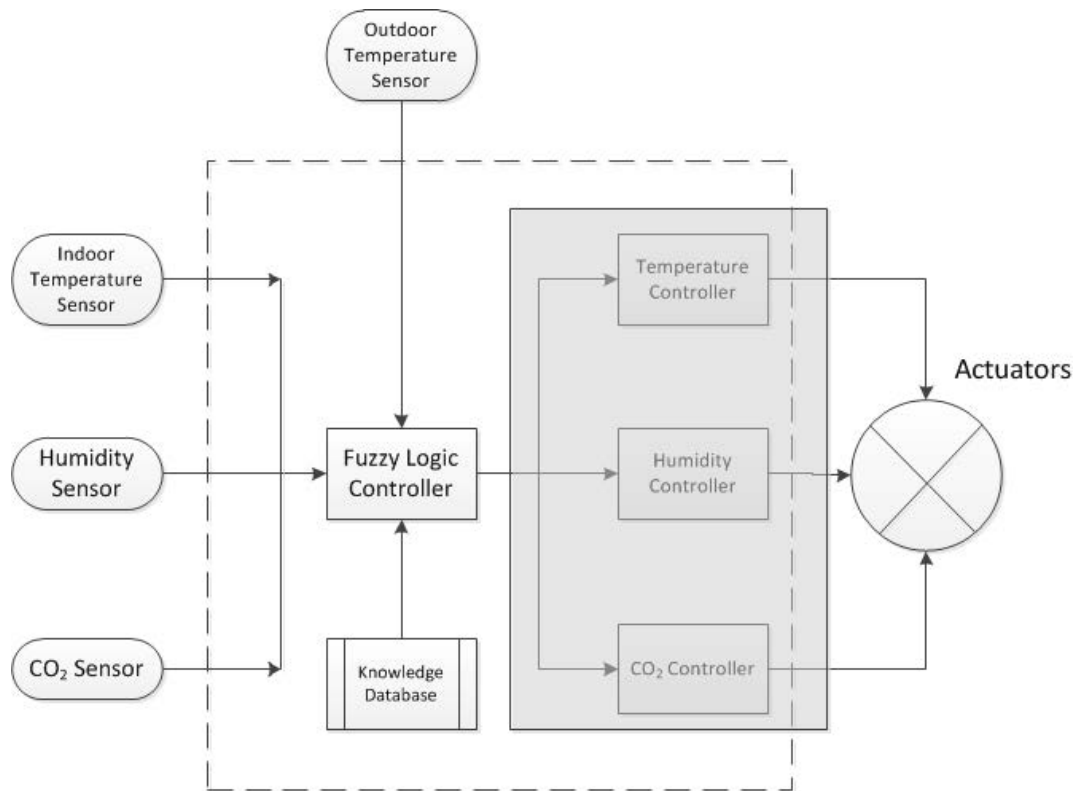 Outdoor
Temperature
Sensor
Indoor
Temperature
Sensor
Temperature
Controller
Actuators
Humidity
Sensor
Fuzzy Logic
Controller
Humidity
Controller
CO₂ Sensor
Knowledge
Database
CO₂ Controller